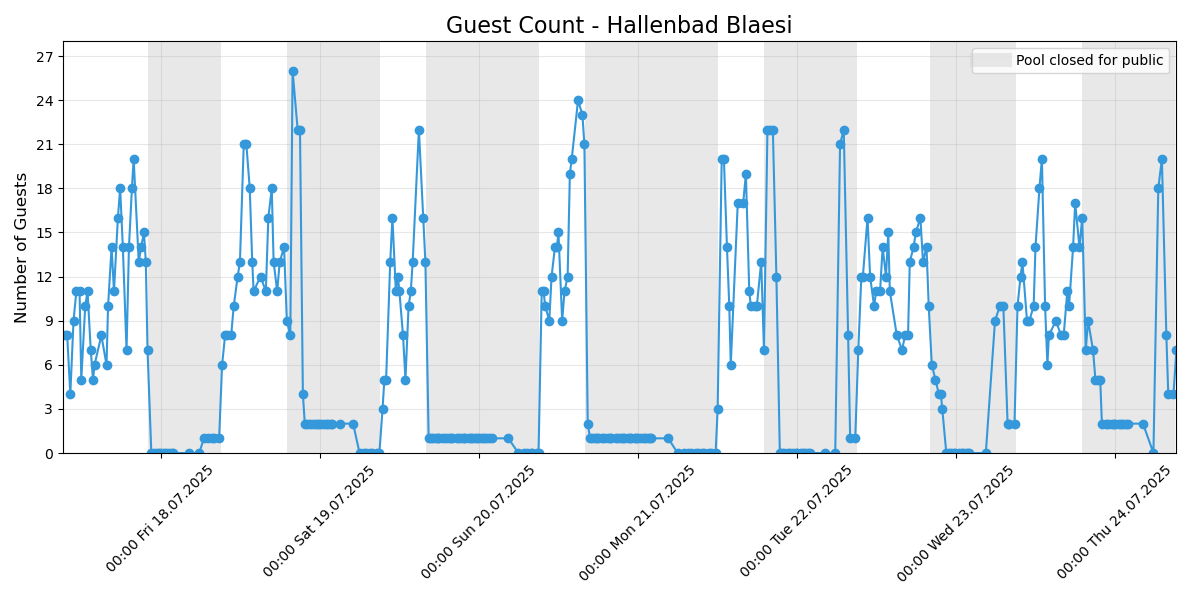 Guest Count - Hallenbad Blaesi
Pool closed for public
Number of Guests
27
24
21
18
15
12
9
6
3
0
00:00 Fri 18.07.2025
00:00 Sat 19.07.2025
00:00 Sun 20.07.2025
00:00 Mon 21.07.2025
00:00 Tue 22.07.2025
00:00 Wed 23.07.2025
00:00 Thu 24.07.2025